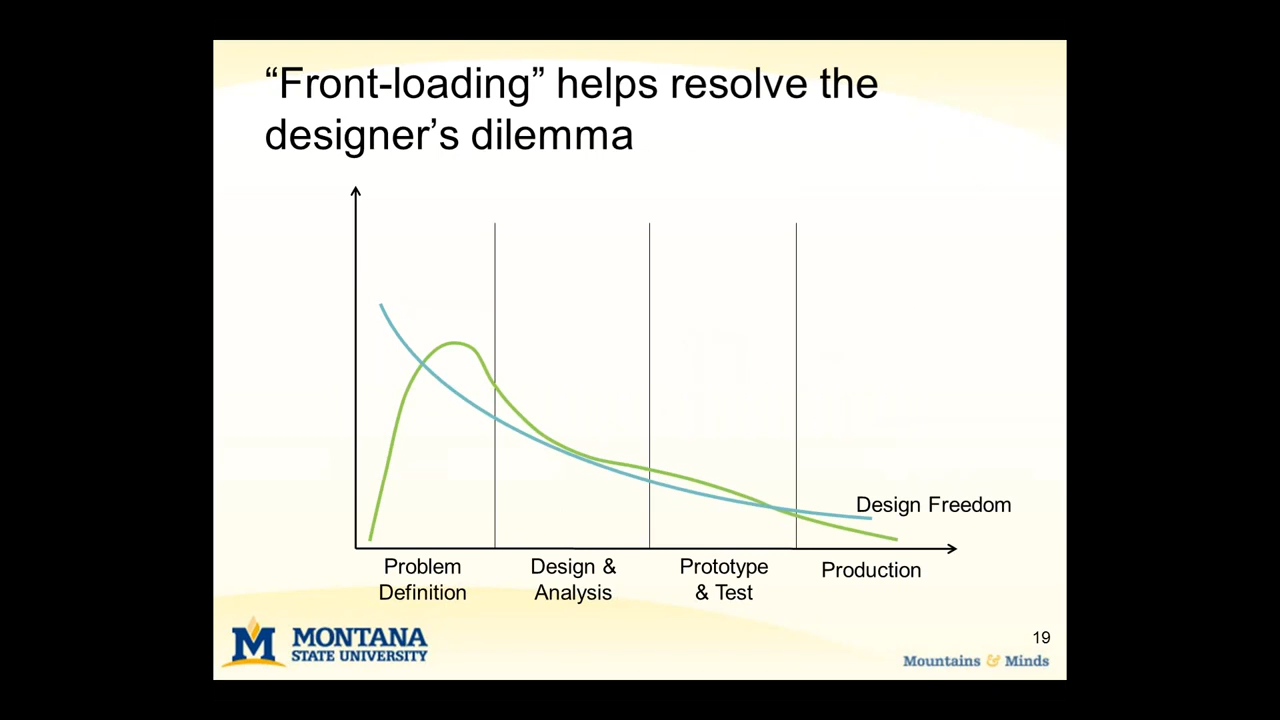 “Front-loading” helps resolve the
designer’s dilemma
Design Freedom
Problem
Definition
Design &
Analysis
Prototype
& Test
Production
M MONTANA
STATE UNIVERSITY
19
Mountains & Minds